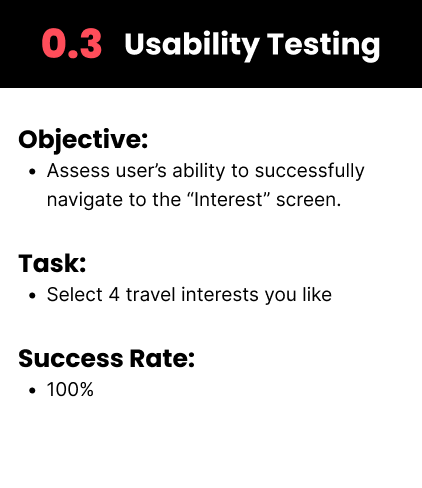 0.3 Usability Testing
Objective:
• Assess user’s ability to successfully
navigate to the “Interest” screen.
Task:
• Select 4 travel interests you like
Success Rate:
• 100%